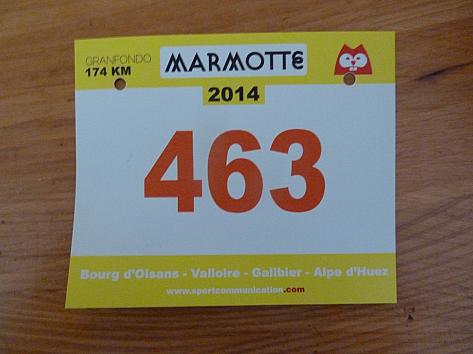 GRANFONDO
174 KM
MARMOTTE
2014
463
Bourg d'Oisans - Valloire - Galibier - Alpe d'Huez
www.sportcommunication.com